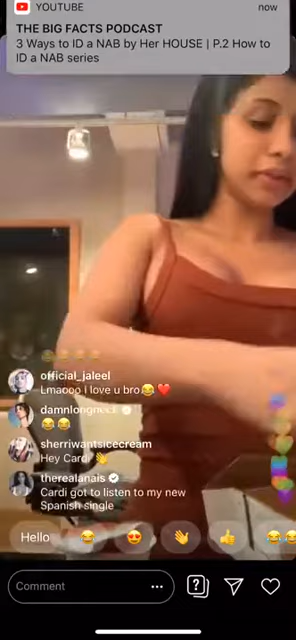 YOUTUBE
now
THE BIG FACTS PODCAST
3 Ways to ID a NAB by Her HOUSE | P.2 How to
ID a NAB series
official_jaleel
Lmaooo I love u bro😂❤️
damnlongneck
😂😂
sherriwantsicecream
Hey Cardi 👋
therealanais
Cardi got to listen to my new
Spanish single
Hello 😂 😍 👋 👍 😂😂
Comment